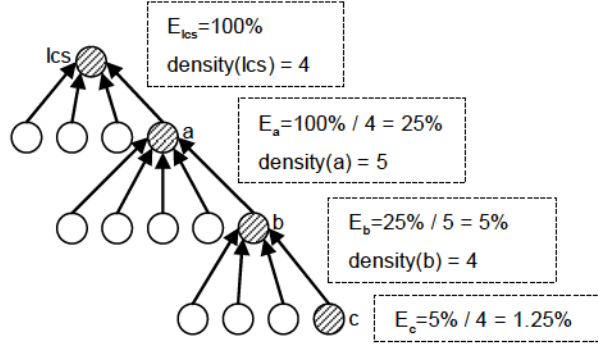 lcs
E_lcs=100%
density(lcs) = 4
a
E_a=100% / 4 = 25%
density(a) = 5
b
E_b=25% / 5 = 5%
density(b) = 4
c
E_c=5% / 4 = 1.25%